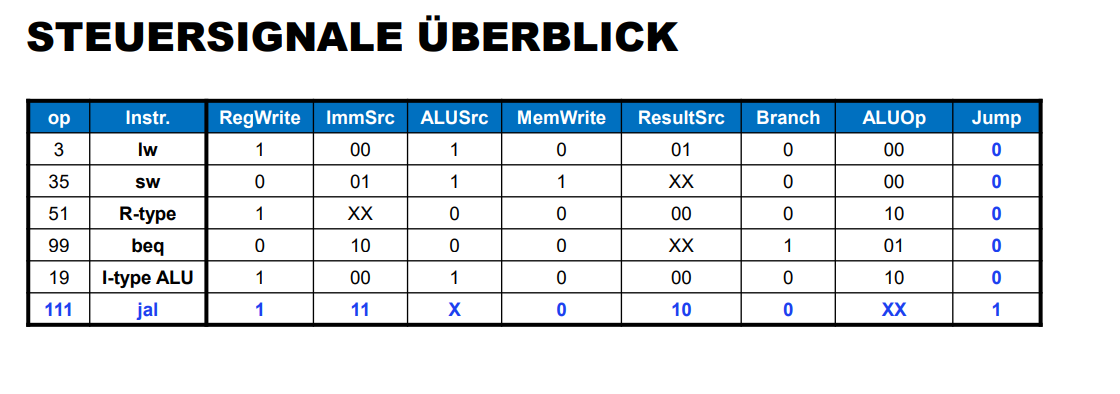 STEUERSIGNALE ÜBERBLICK
op Instr. RegWrite ImmSrc ALUSrc MemWrite ResultSrc Branch ALUOp Jump
3 lw 1 00 1 0 01 0 00 0
35 sw 0 01 1 1 XX 0 00 0
51 R-type 1 XX 0 0 00 0 10 0
99 beq 0 10 0 0 XX 1 01 0
19 I-type ALU 1 00 1 0 00 0 10 0
111 jal 1 11 X 0 10 0 XX 1